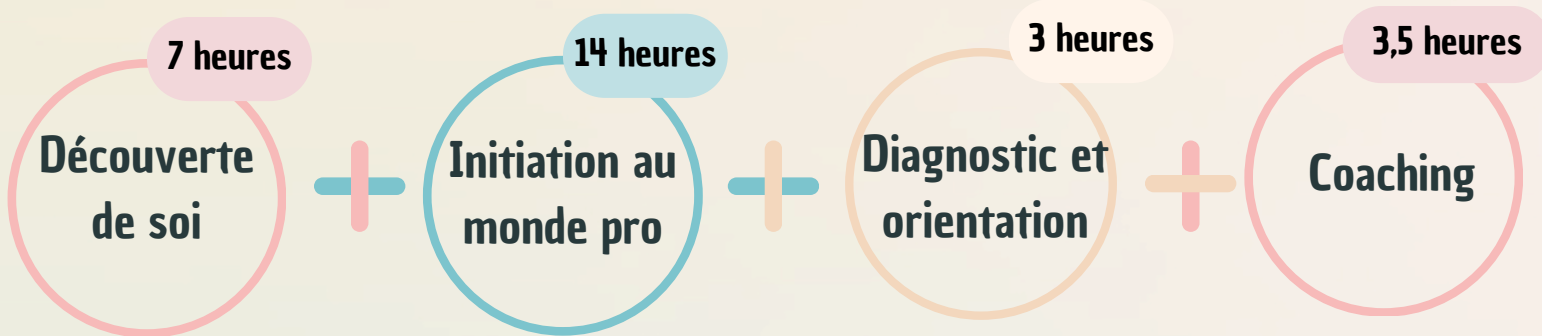 7 heures
Découverte
de soi
14 heures
Initiation au
monde pro
3 heures
Diagnostic et
orientation
3,5 heures
Coaching